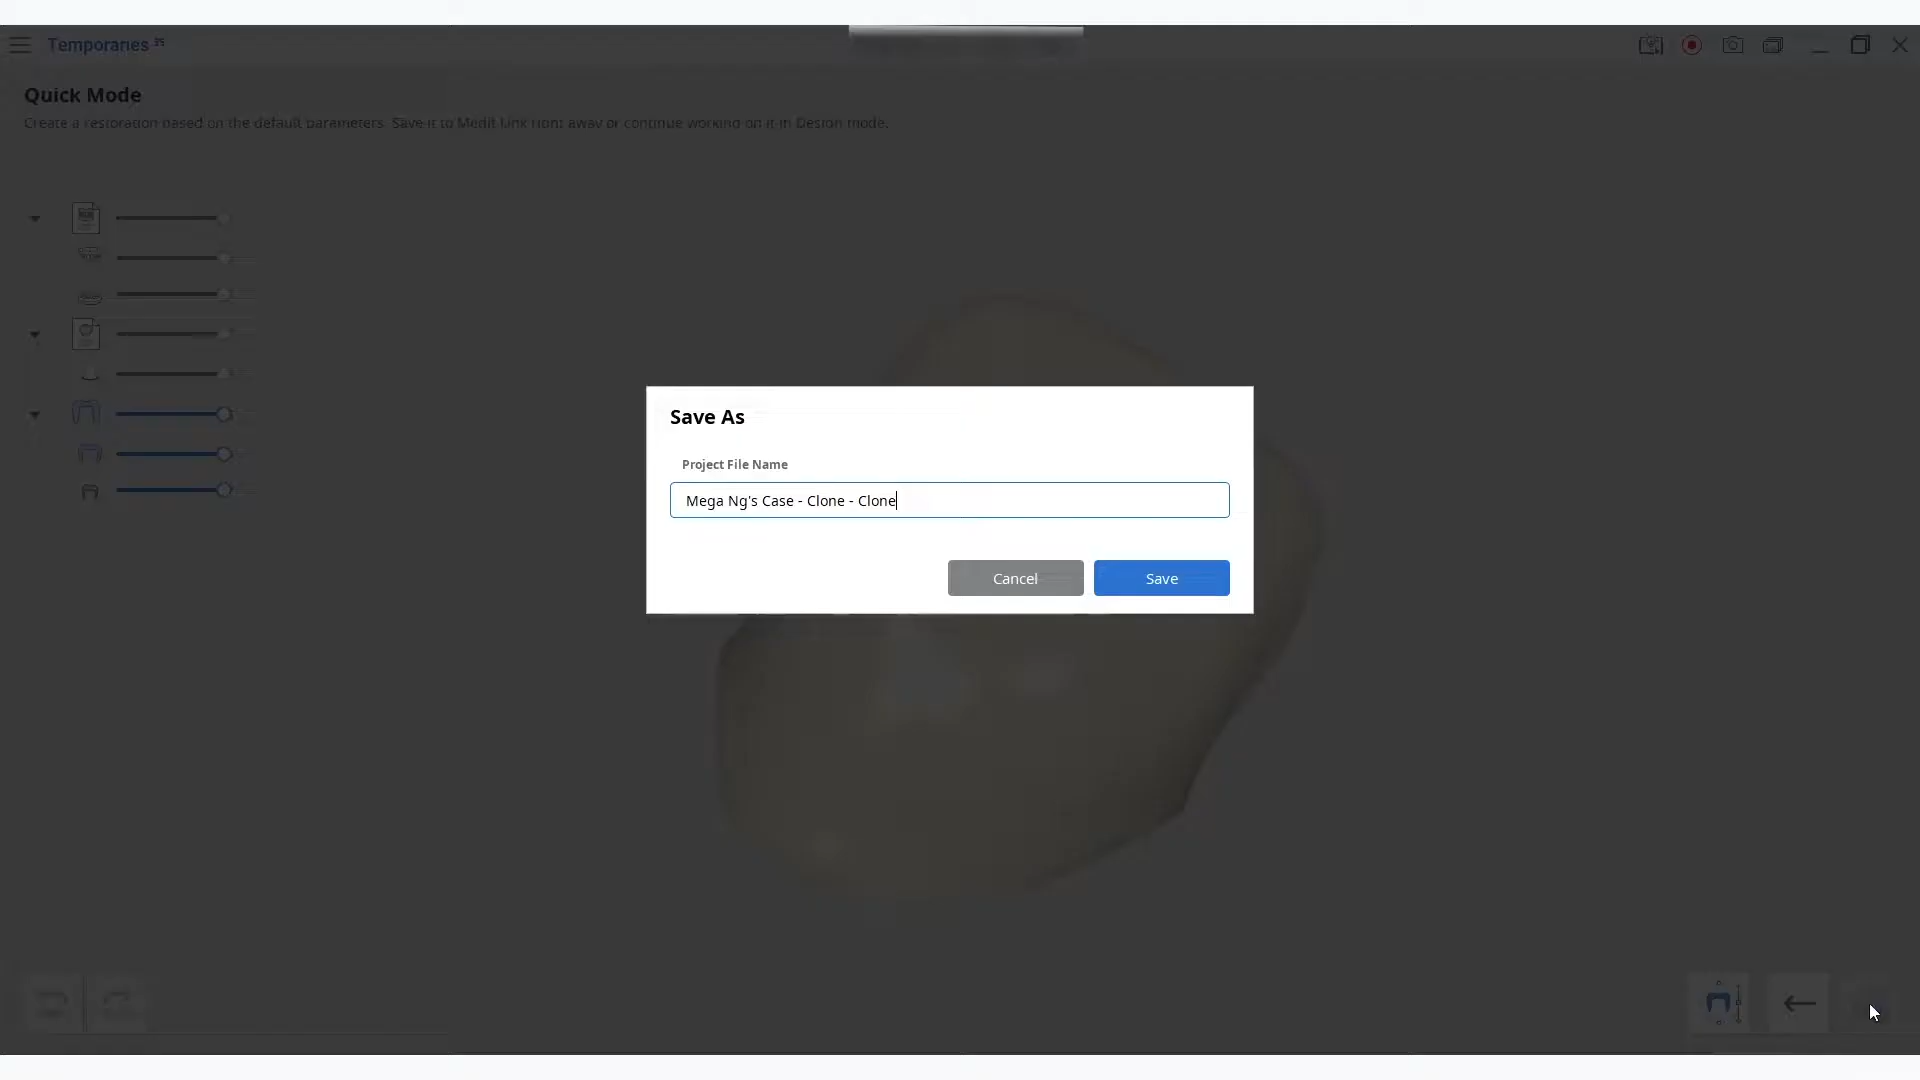 Temporaries
Quick Mode
Create a restoration based on the default parameters. Save it to Medit Link right away or continue working on it in Design mode.
Save As
Project File Name
Mega Ng's Case - Clone - Clone
Cancel
Save